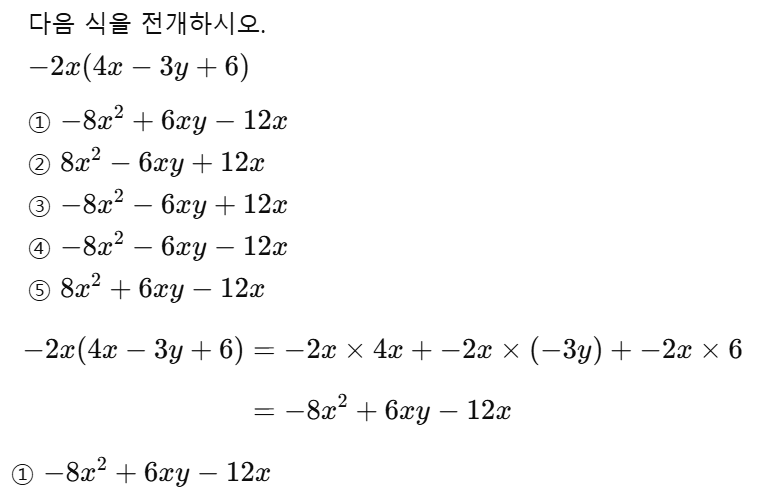 다음 식을 전개하시오.
−2x(4x − 3y + 6)
① −8x² + 6xy − 12x
② 8x² − 6xy + 12x
③ −8x² − 6xy + 12x
④ −8x² − 6xy − 12x
⑤ 8x² + 6xy − 12x
−2x(4x − 3y + 6) = −2x × 4x + −2x × (−3y) + −2x × 6
= −8x² + 6xy − 12x
① −8x² + 6xy − 12x